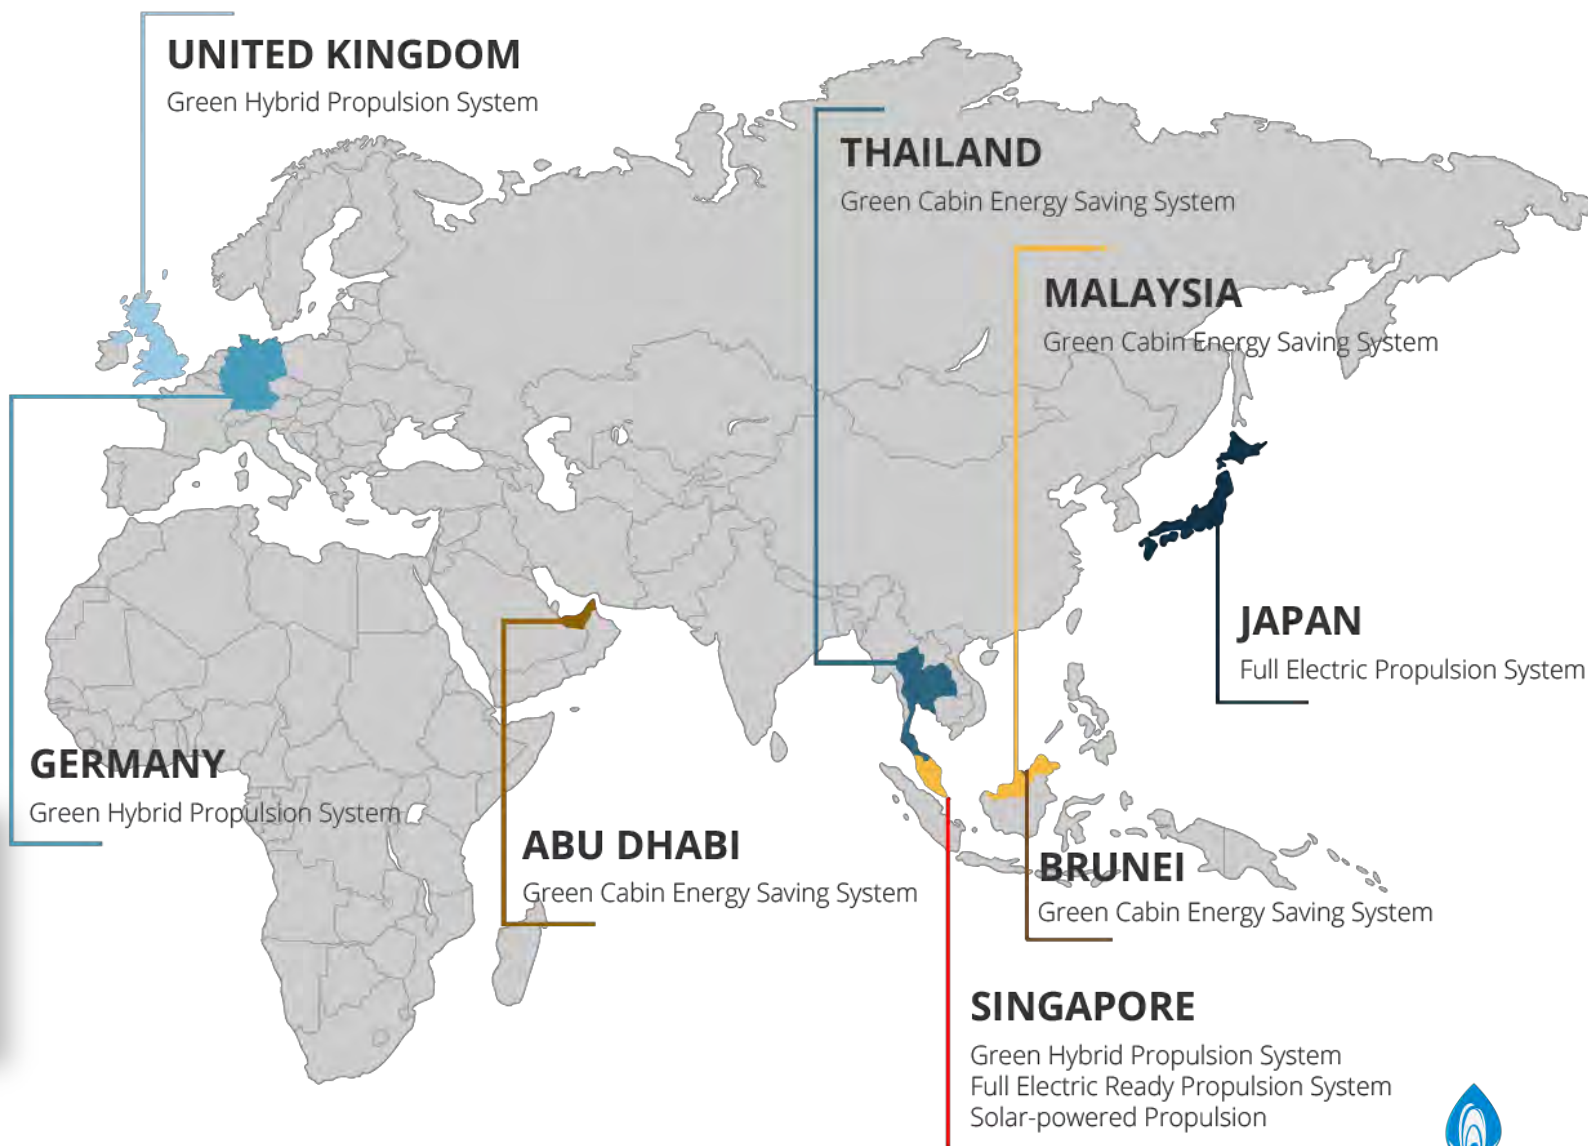 UNITED KINGDOM
Green Hybrid Propulsion System
THAILAND
Green Cabin Energy Saving System
MALAYSIA
Green Cabin Energy Saving System
JAPAN
Full Electric Propulsion System
GERMANY
Green Hybrid Propulsion System
ABU DHABI
Green Cabin Energy Saving System
BRUNEI
Green Cabin Energy Saving System
SINGAPORE
Green Hybrid Propulsion System
Full Electric Ready Propulsion System
Solar-powered Propulsion